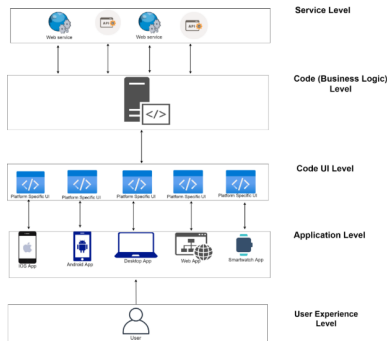 Service Level
API
API
Web service
Web service
Code (Business Logic)
Level
</>
Code UI Level
</>
</>
</>
</>
</>
Platform Specific UI
Platform Specific UI
Platform Specific UI
Platform Specific UI
Platform Specific UI
Application Level
iOS App
Android App
Desktop App
Web App
Smartwatch App
User Experience
Level
User